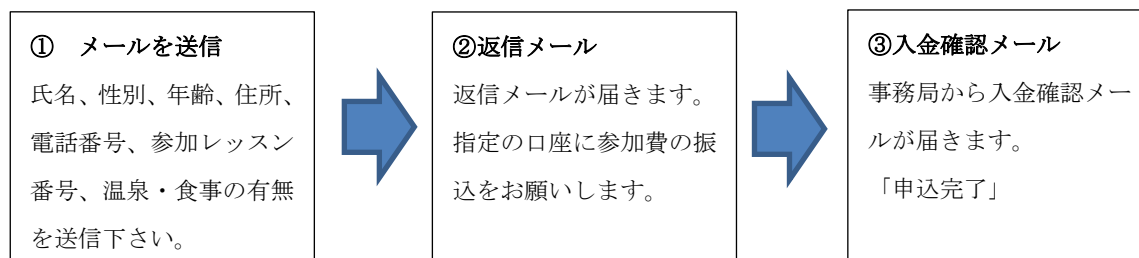 ① メールを送信
氏名、性別、年齢、住所、
電話番号、参加レッスン
番号、温泉・食事の有無
を送信下さい。
②返信メール
返信メールが届きます。
指定の口座に参加費の振
込をお願いします。
③入金確認メール
事務局から入金確認メー
ルが届きます。
「申込完了」